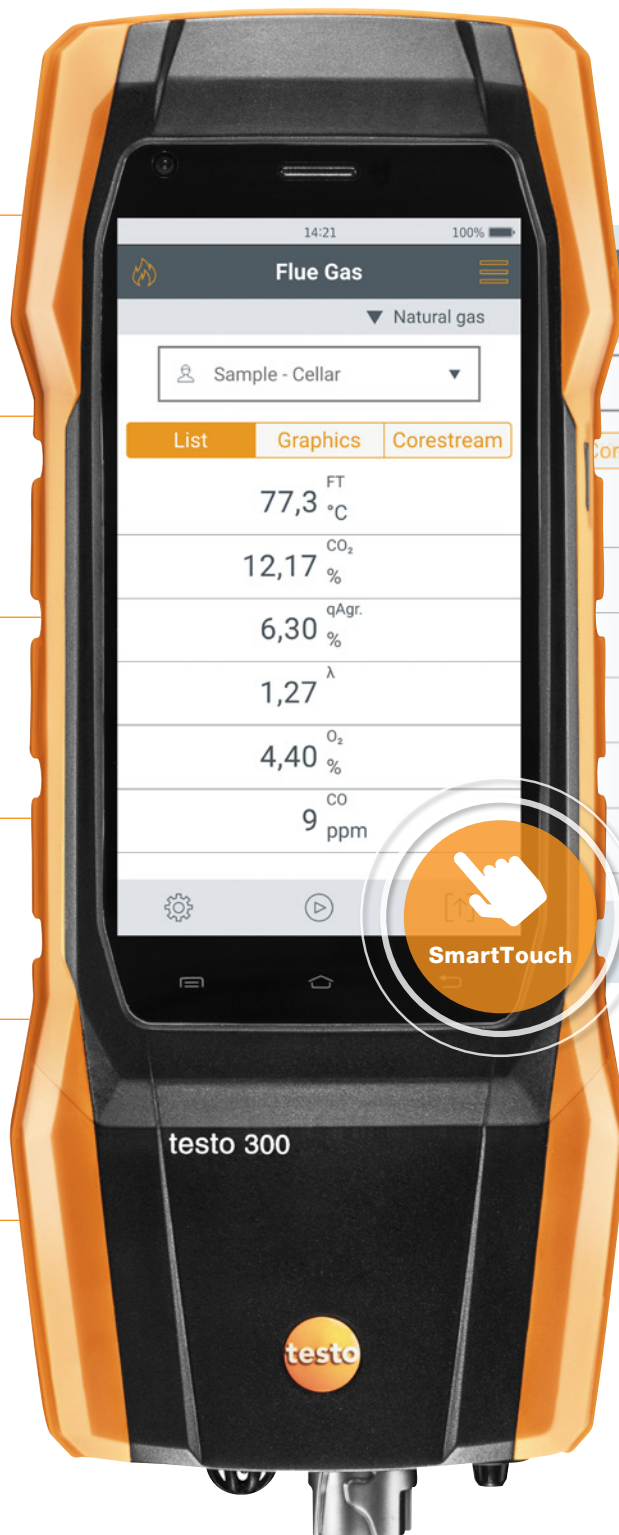 14:21 100%
Flue Gas
Natural gas
Sample - Cellar
List Graphics Corestream
77,3 FT °C
12,17 CO₂ %
6,30 qAgr. %
1,27 λ
4,40 O₂ %
9 CO ppm
SmartTouch
testo 300
testo